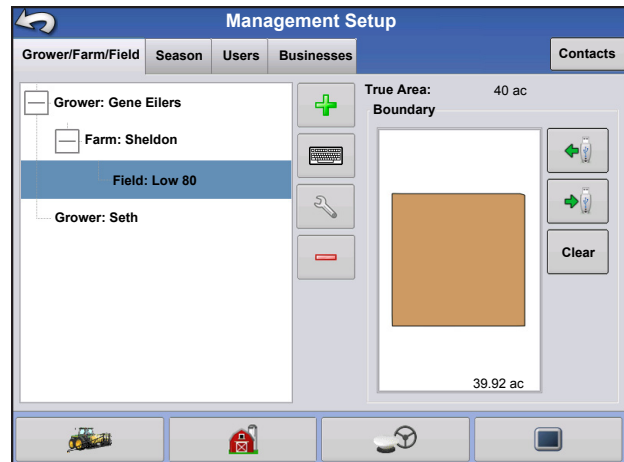 Management Setup
Grower/Farm/Field
Season
Users
Businesses
Contacts
Grower: Gene Eilers
Farm: Sheldon
Field: Low 80
Grower: Seth
True Area: 40 ac
Boundary
Clear
39.92 ac